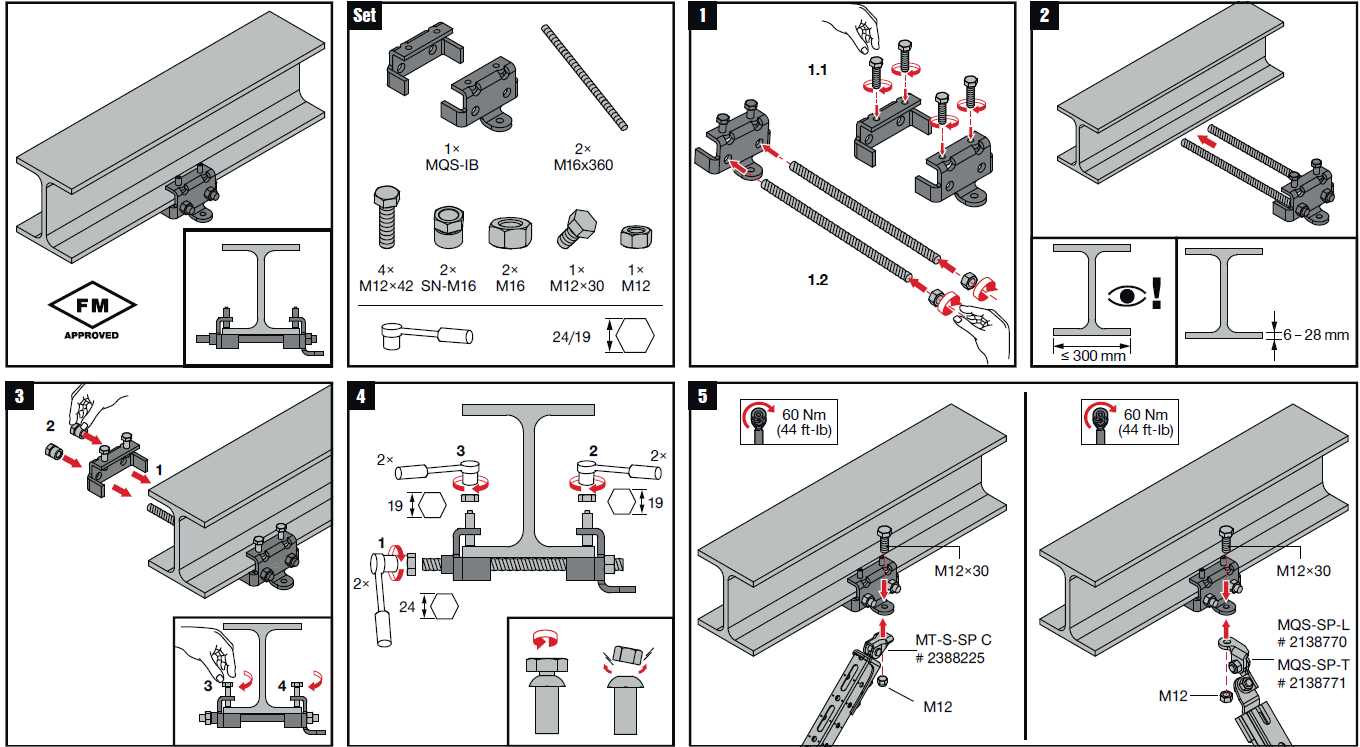 FM
APPROVED
Set
1×
MQS-IB
2×
M16x360
4×
M12×42
2×
SN-M16
2×
M16
1×
M12×30
1×
M12
24/19
1
1.1
1.2
2
≤ 300 mm
!
6 – 28 mm
3
2
1
3
4
4
3
2×
19
2
2×
19
1
2×
24
5
60 Nm
(44 ft-lb)
M12×30
MT-S-SP C
# 2388225
M12
60 Nm
(44 ft-lb)
M12×30
MQS-SP-L
# 2138770
MQS-SP-T
# 2138771
M12